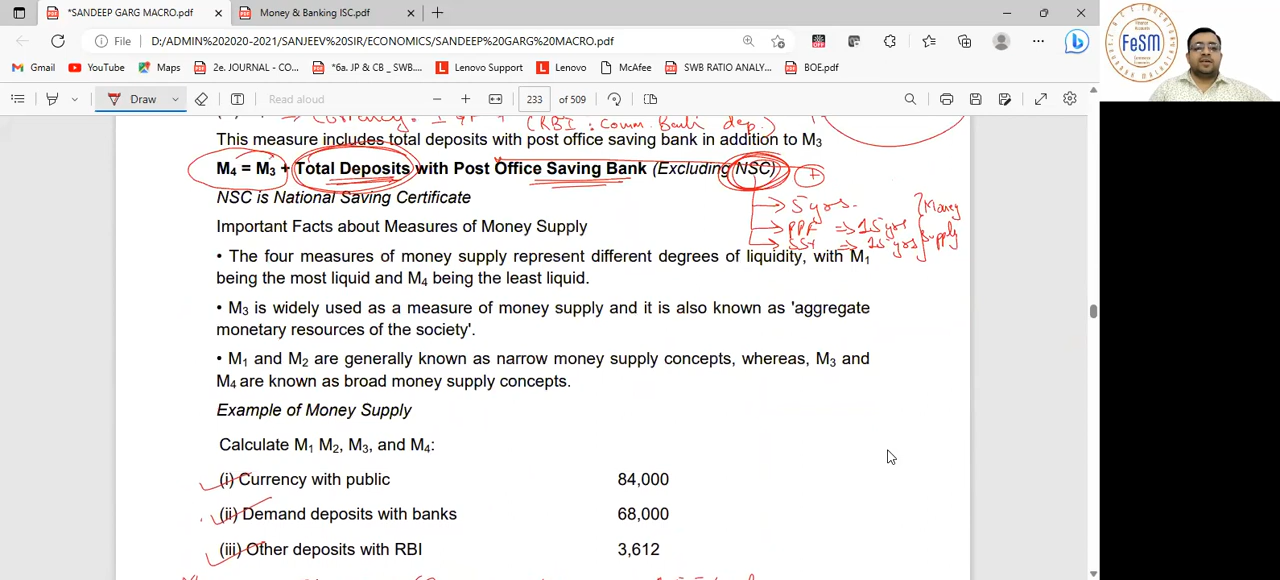 *SANDEEP GARG MACRO.pdf
Money & Banking ISC.pdf
File
D:/ADMIN%202020-2021/SANJEEV%20SIR/ECONOMICS/
EP%20GARG%20MACRO.pdf
Gmail
YouTube
Maps
2e. JOURNAL - CO...
*6a. JP & CB _ SWB....
Lenovo Support
Lenovo
McAfee
SWB RATIO ANALY...
BOE.pdf
Draw
Read aloud
233 of 509
FeSM
(RBI : Comm. Bank dep.)
This measure includes total deposits with post office saving bank in addition to M3
M4 = M3 + Total Deposits with Post Office Saving Bank (Excluding NSC)
NSC is National Saving Certificate
5 yrs.
PPF ⇒ 15 yrs
SSY ⇒ 15 yrs
Money
Supply
Important Facts about Measures of Money Supply
• The four measures of money supply represent different degrees of liquidity, with M1
being the most liquid and M4 being the least liquid.
• M3 is widely used as a measure of money supply and it is also known as 'aggregate
monetary resources of the society'.
• M1 and M2 are generally known as narrow money supply concepts, whereas, M3 and
M4 are known as broad money supply concepts.
Example of Money Supply
Calculate M1 M2, M3, and M4:
(i) Currency with public 84,000
(ii) Demand deposits with banks 68,000
(iii) Other deposits with RBI 3,612